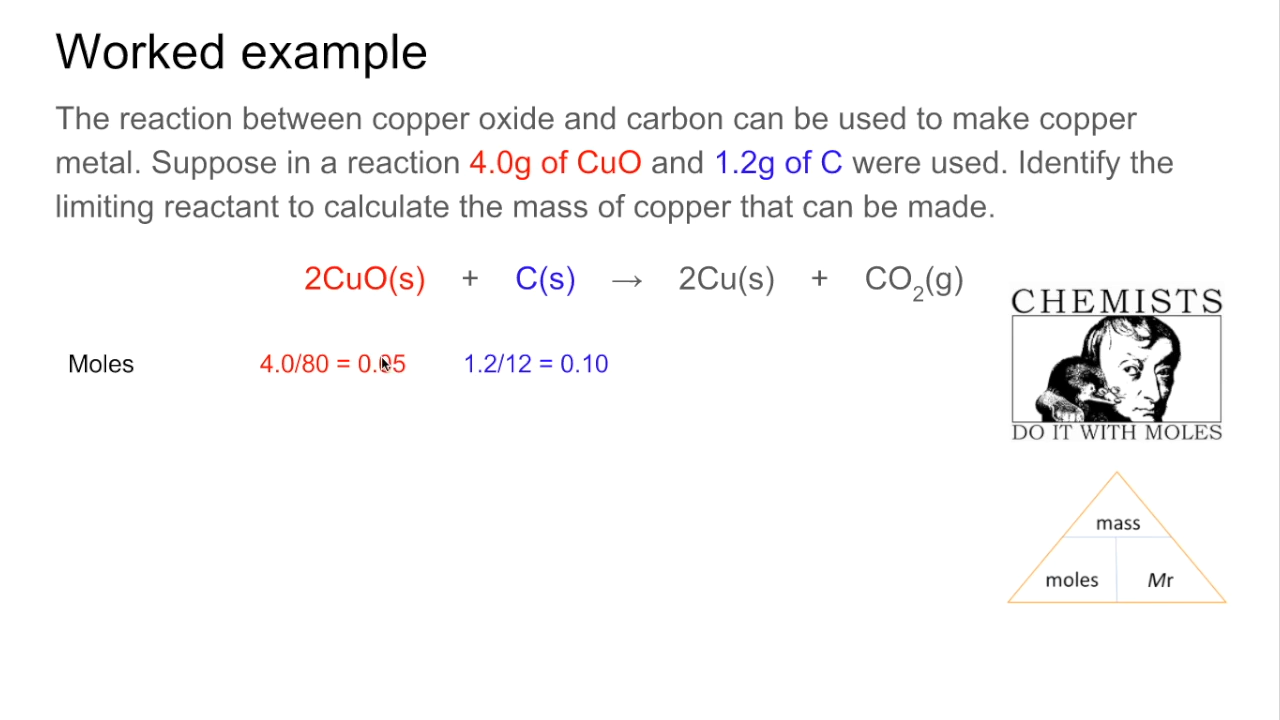 Worked example
The reaction between copper oxide and carbon can be used to make copper
metal. Suppose in a reaction 4.0g of CuO and 1.2g of C were used. Identify the
limiting reactant to calculate the mass of copper that can be made.
2CuO(s) + C(s) → 2Cu(s) + CO₂(g)
CHEMISTS
DO IT WITH MOLES
Moles 4.0/80 = 0.05 1.2/12 = 0.10
mass
moles Mr